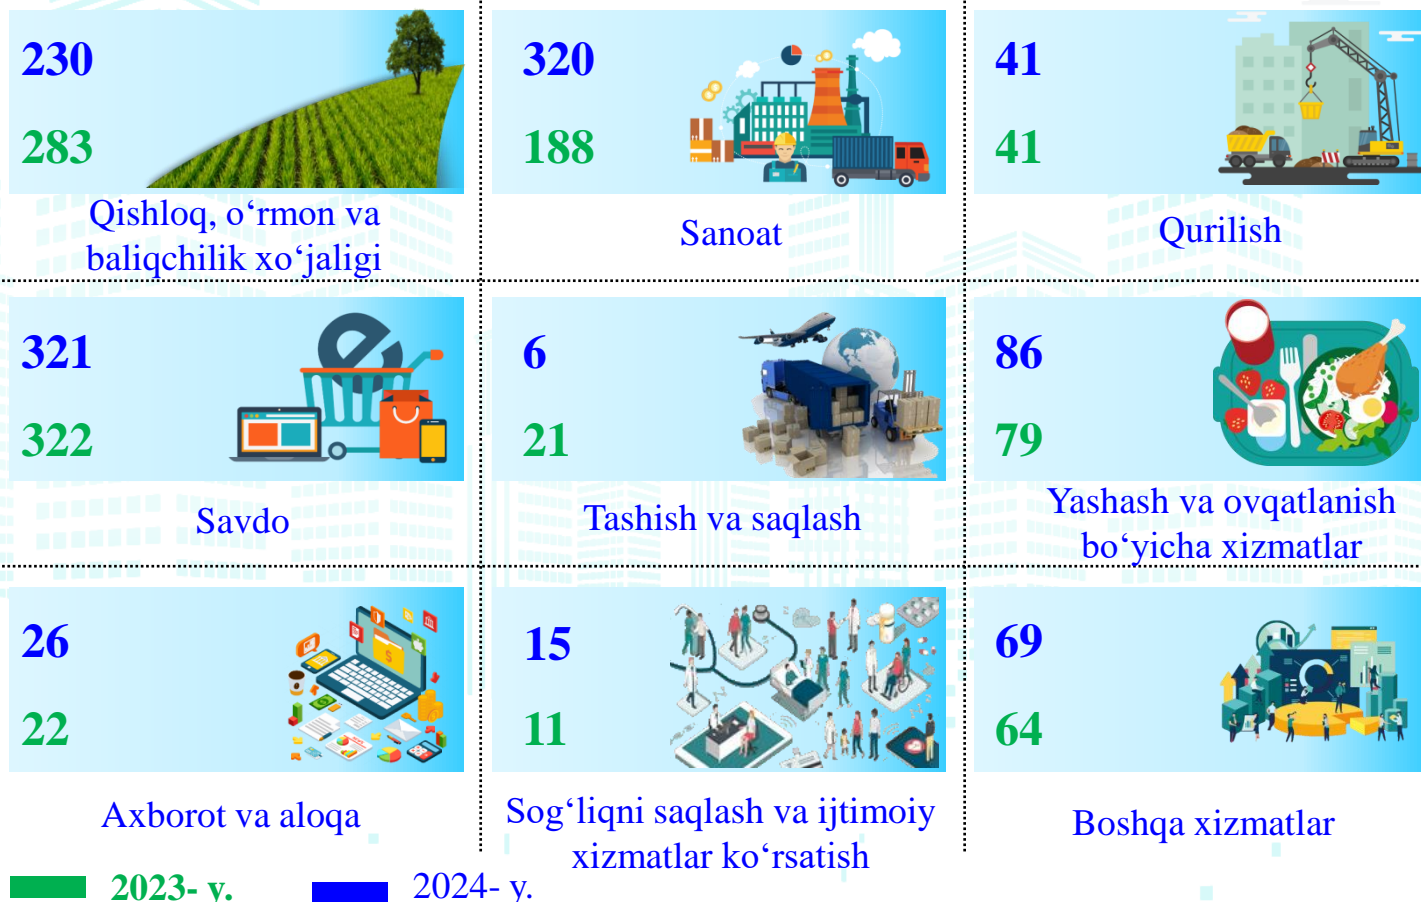 230
283
Qishloq, o‘rmon va
baliqchilik xo‘jaligi
320
188
Sanoat
41
41
Qurilish
321
322
Savdo
6
21
Tashish va saqlash
86
79
Yashash va ovqatlanish
bo‘yicha xizmatlar
26
22
Axborot va aloqa
15
11
Sog‘liqni saqlash va ijtimoiy
xizmatlar ko‘rsatish
69
64
Boshqa xizmatlar
2023- y.
2024- y.